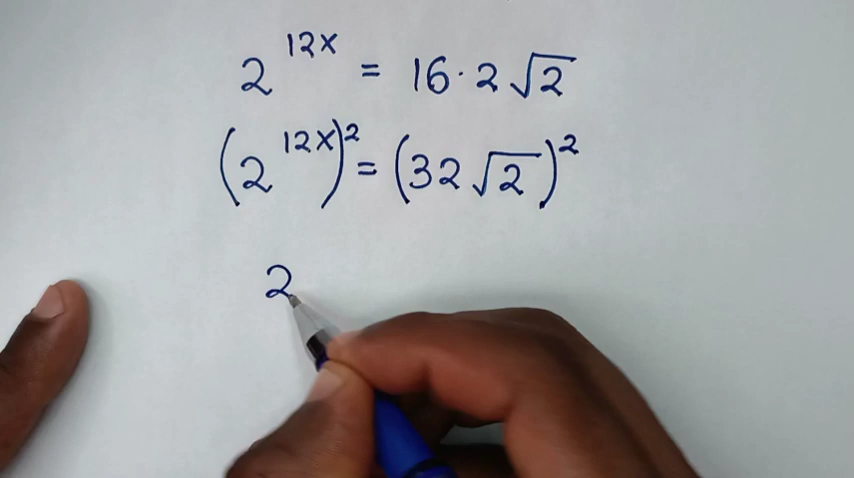 2^{12x} = 16·2√2
(2^{12x})^2 = (32√2)^2
2